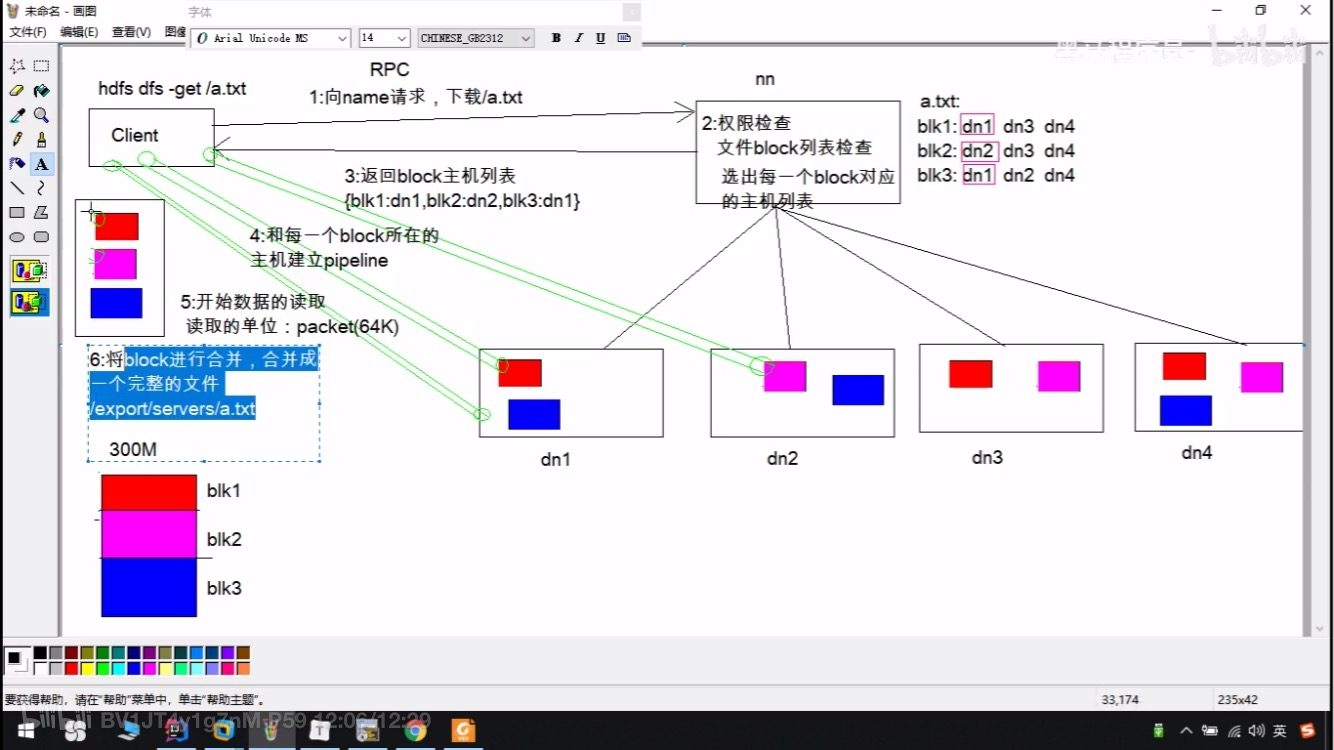 未命名 - 画图
字体
文件(F) 编辑(E) 查看(V) 图像
O Arial Unicode MS 14 CHINESE_GB2312 B I U
bilibili
hdfs dfs -get /a.txt
RPC
1:向name请求，下载/a.txt
nn
a.txt:
blk1: dn1 dn3 dn4
blk2: dn2 dn3 dn4
blk3: dn1 dn2 dn4
Client
2:权限检查
文件block列表检查
选出每一个block对应
的主机列表
3:返回block主机列表
{blk1:dn1,blk2:dn2,blk3:dn1}
4:和每一个block所在的
主机建立pipeline
5:开始数据的读取
读取的单位：packet(64K)
6:将block进行合并，合并成
一个完整的文件
/export/servers/a.txt
300M
blk1
blk2
blk3
dn1
dn2
dn3
dn4
A
要获得帮助，请在“帮助”菜单中，单击“帮助主题”。
33,174
235x42
bilibili BV1JT4y1g7nM-P59 12:06/12:29
T
英
S